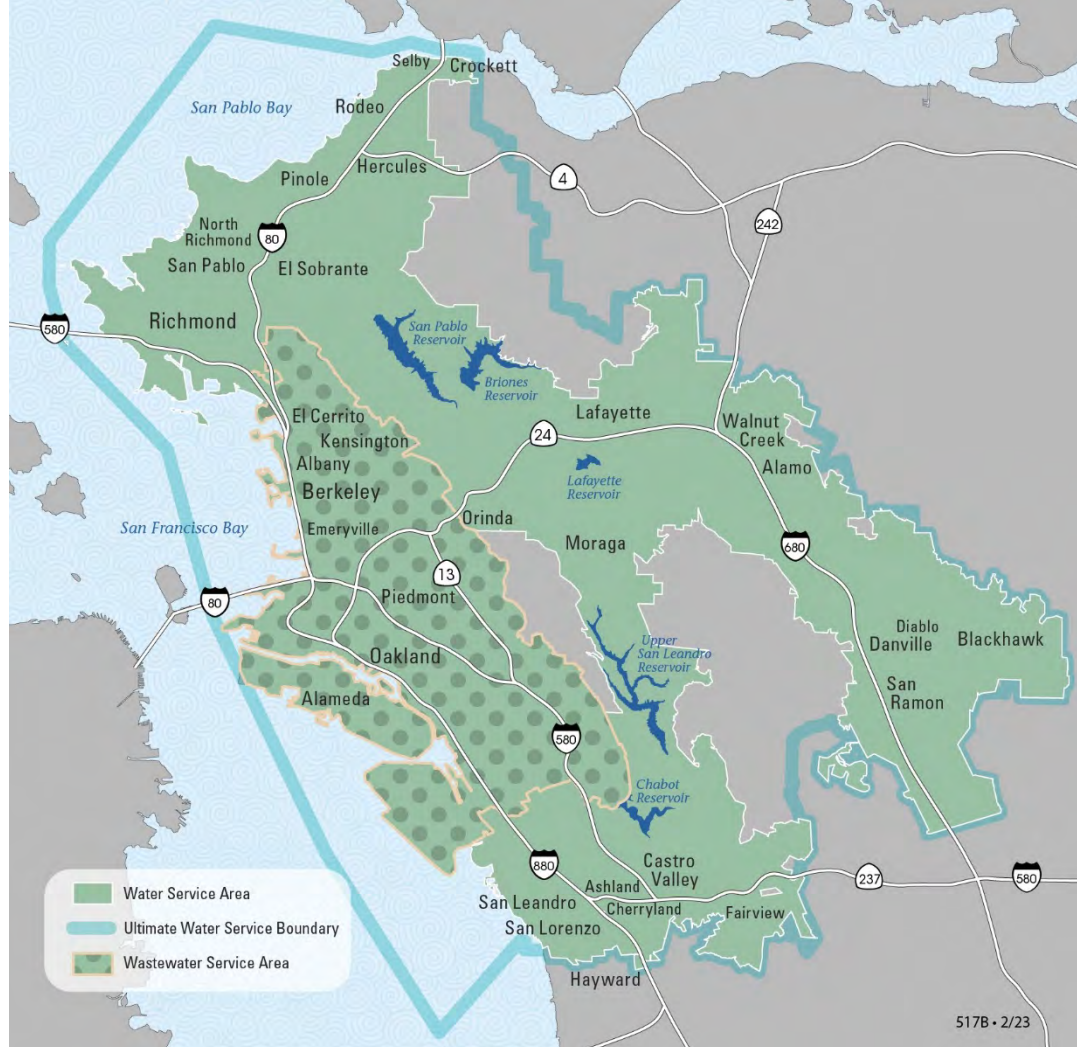 Selby
Crockett
San Pablo Bay
Rodeo
Hercules
Pinole
4
North
Richmond
80
242
San Pablo
El Sobrante
Richmond
580
San Pablo
Reservoir
Briones
Reservoir
Lafayette
El Cerrito
Kensington
24
Walnut
Creek
Albany
Alamo
Berkeley
Lafayette
Reservoir
San Francisco Bay
Emeryville
Orinda
Moraga
680
13
80
Piedmont
Oakland
Upper
San Leandro
Reservoir
Diablo
Danville
Blackhawk
Alameda
San
Ramon
580
Chabot
Reservoir
880
Castro
Valley
Ashland
237
580
San Leandro
Cherryland
Fairview
San Lorenzo
Hayward
Water Service Area
Ultimate Water Service Boundary
Wastewater Service Area
517B • 2/23